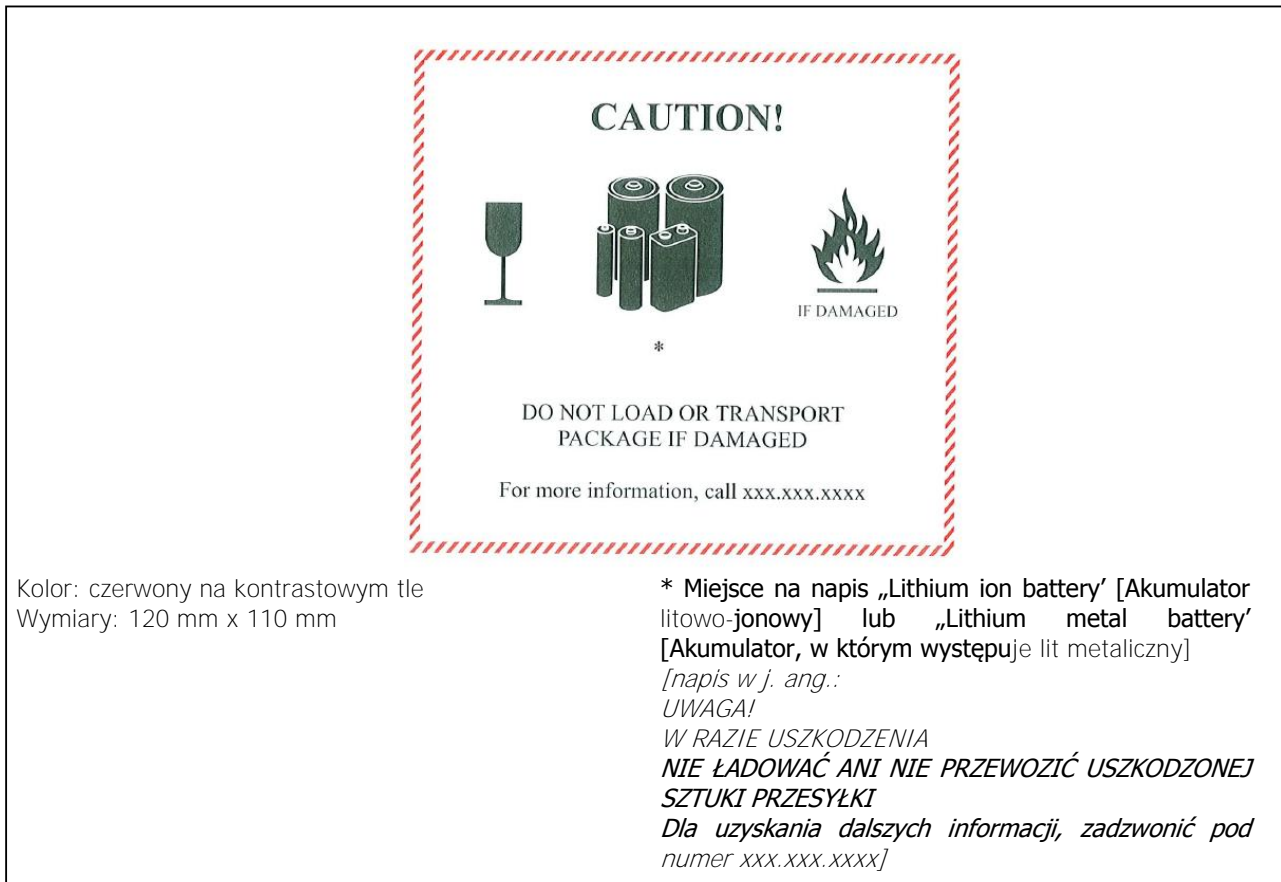 CAUTION!
IF DAMAGED
*
DO NOT LOAD OR TRANSPORT
PACKAGE IF DAMAGED
For more information, call xxx.xxx.xxxx
Kolor: czerwony na kontrastowym tle
Wymiary: 120 mm x 110 mm
* Miejsce na napis „Lithium ion battery’ [Akumulator
litowo-jonowy] lub „Lithium metal battery’
[Akumulator, w którym występuje lit metaliczny]
[napis w j. ang.:
UWAGA!
W RAZIE USZKODZENIA
NIE ŁADOWAĆ ANI NIE PRZEWOZIĆ USZKODZONEJ
SZTUKI PRZESYŁKI
Dla uzyskania dalszych informacji, zadzwonić pod
numer xxx.xxx.xxxx]